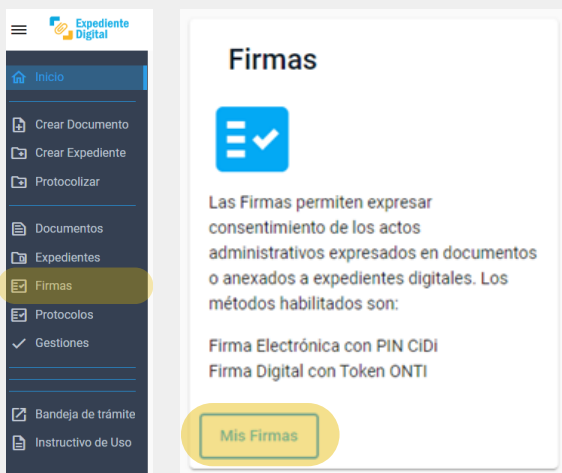 Expediente
Digital
Inicio
Crear Documento
Crear Expediente
Protocolizar
Documentos
Expedientes
Firmas
Protocolos
Gestiones
Bandeja de trámite
Instructivo de Uso
Firmas
Las Firmas permiten expresar
consentimiento de los actos
administrativos expresados en documentos
o anexados a expedientes digitales. Los
métodos habilitados son:
Firma Electrónica con PIN CiDi
Firma Digital con Token ONTI
Mis Firmas